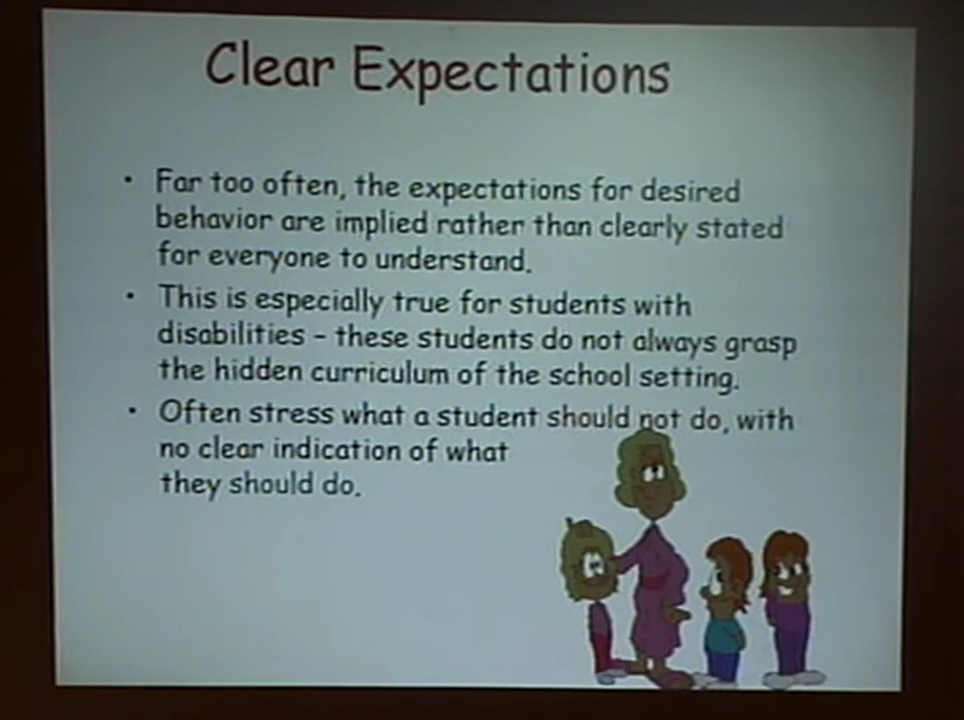 Clear Expectations
• Far too often, the expectations for desired
behavior are implied rather than clearly stated
for everyone to understand.
• This is especially true for students with
disabilities – these students do not always grasp
the hidden curriculum of the school setting.
• Often stress what a student should not do, with
no clear indication of what
they should do.